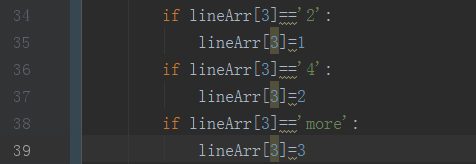 34 if lineArr[3]=='2':
35 lineArr[3]=1
36 if lineArr[3]=='4':
37 lineArr[3]=2
38 if lineArr[3]=='more':
39 lineArr[3]=3